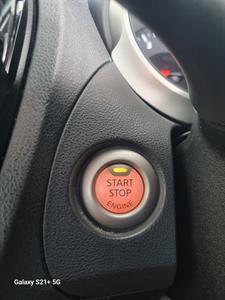 START
STOP
ENGINE
Galaxy S21+ 5G